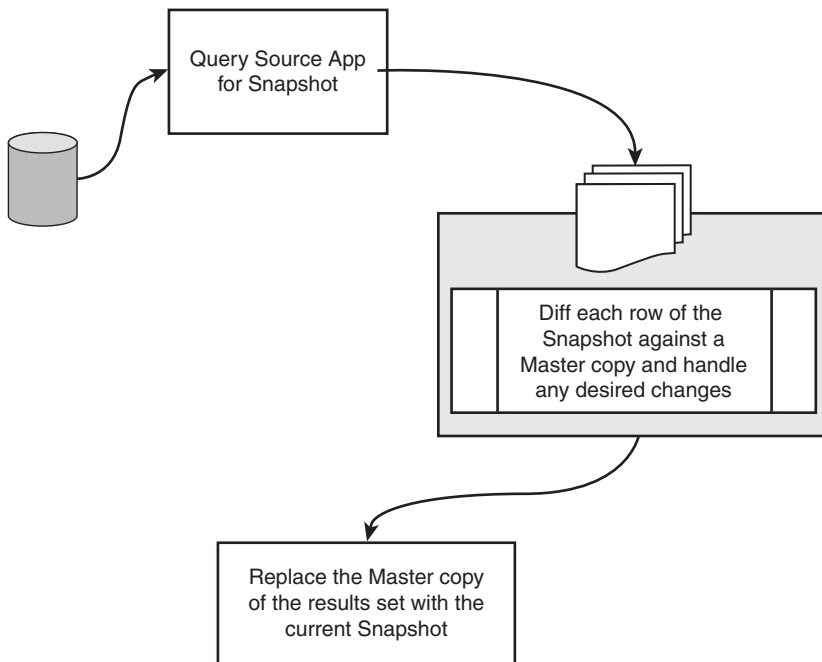 Query Source App
for Snapshot
Diff each row of the
Snapshot against a
Master copy and handle
any desired changes
Replace the Master copy
of the results set with the
current Snapshot